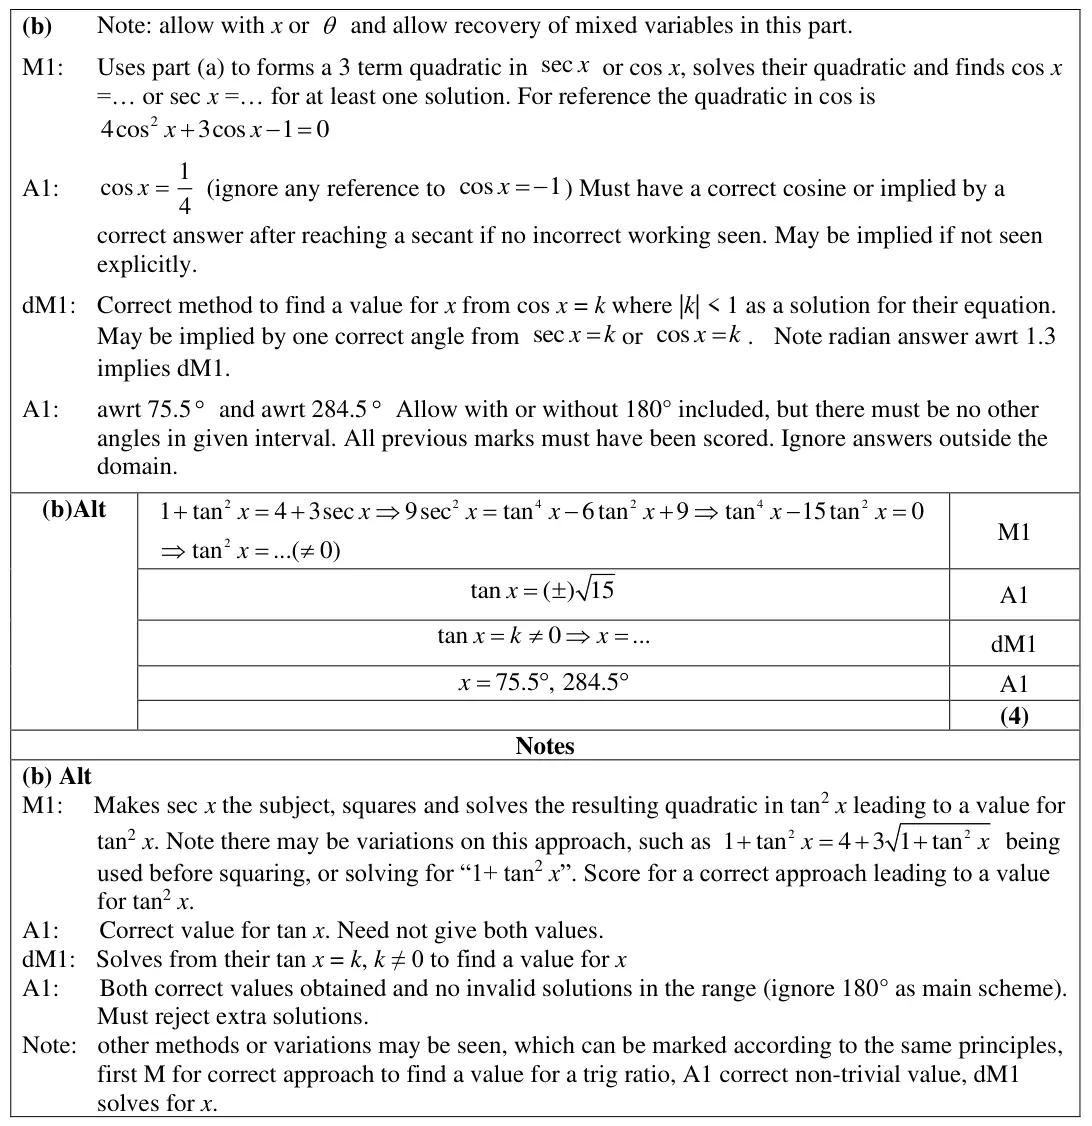 (b) Note: allow with x or θ and allow recovery of mixed variables in this part.
M1: Uses part (a) to forms a 3 term quadratic in sec x or cos x, solves their quadratic and finds cos x
=… or sec x =… for at least one solution. For reference the quadratic in cos is
4cos² x + 3cos x − 1 = 0
A1: cos x = 1/4 (ignore any reference to cos x = −1) Must have a correct cosine or implied by a
correct answer after reaching a secant if no incorrect working seen. May be implied if not seen
explicitly.
dM1: Correct method to find a value for x from cos x = k where |k| < 1 as a solution for their equation.
May be implied by one correct angle from sec x = k or cos x = k. Note radian answer awrt 1.3
implies dM1.
A1: awrt 75.5° and awrt 284.5° Allow with or without 180° included, but there must be no other
angles in given interval. All previous marks must have been scored. Ignore answers outside the
domain.
(b)Alt 1 + tan² x = 4 + 3sec x ⇒ 9sec² x = tan⁴ x − 6 tan² x + 9 ⇒ tan⁴ x − 15 tan² x = 0
⇒ tan² x = ...(≠ 0) M1
tan x = (±)√15 A1
tan x = k ≠ 0 ⇒ x = ... dM1
x = 75.5°, 284.5° A1
(4)
Notes
(b) Alt
M1: Makes sec x the subject, squares and solves the resulting quadratic in tan² x leading to a value for
tan² x. Note there may be variations on this approach, such as 1 + tan² x = 4 + 3√(1 + tan² x) being
used before squaring, or solving for “1+ tan² x”. Score for a correct approach leading to a value
for tan² x.
A1: Correct value for tan x. Need not give both values.
dM1: Solves from their tan x = k, k ≠ 0 to find a value for x
A1: Both correct values obtained and no invalid solutions in the range (ignore 180° as main scheme).
Must reject extra solutions.
Note: other methods or variations may be seen, which can be marked according to the same principles,
first M for correct approach to find a value for a trig ratio, A1 correct non-trivial value, dM1
solves for x.